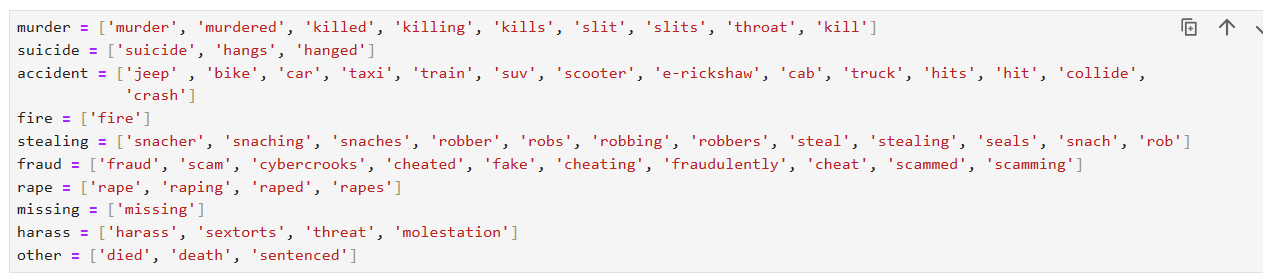 murder = ['murder', 'murdered', 'killed', 'killing', 'kills', 'slit', 'slits', 'throat', 'kill']
suicide = ['suicide', 'hangs', 'hanged']
accident = ['jeep' , 'bike', 'car', 'taxi', 'train', 'suv', 'scooter', 'e-rickshaw', 'cab', 'truck', 'hits', 'hit', 'collide',
            'crash']
fire = ['fire']
stealing = ['snacher', 'snaching', 'snaches', 'robber', 'robs', 'robbing', 'robbers', 'steal', 'stealing', 'seals', 'snach', 'rob']
fraud = ['fraud', 'scam', 'cybercrooks', 'cheated', 'fake', 'cheating', 'fraudulently', 'cheat', 'scammed', 'scamming']
rape = ['rape', 'raping', 'raped', 'rapes']
missing = ['missing']
harass = ['harass', 'sextorts', 'threat', 'molestation']
other = ['died', 'death', 'sentenced']